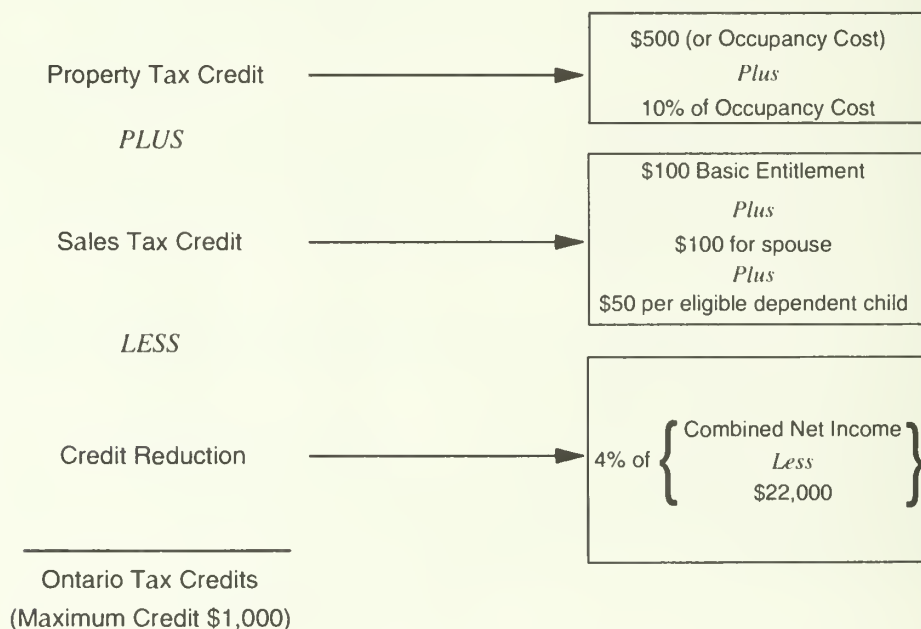 Property Tax Credit
$500 (or Occupancy Cost)
Plus
10% of Occupancy Cost
PLUS
Sales Tax Credit
$100 Basic Entitlement
Plus
$100 for spouse
Plus
$50 per eligible dependent child
LESS
Credit Reduction
4% of { Combined Net Income
Less
$22,000 }
Ontario Tax Credits
(Maximum Credit $1,000)